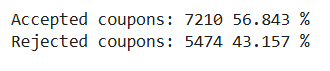 Accepted coupons: 7210 56.843 %
Rejected coupons: 5474 43.157 %